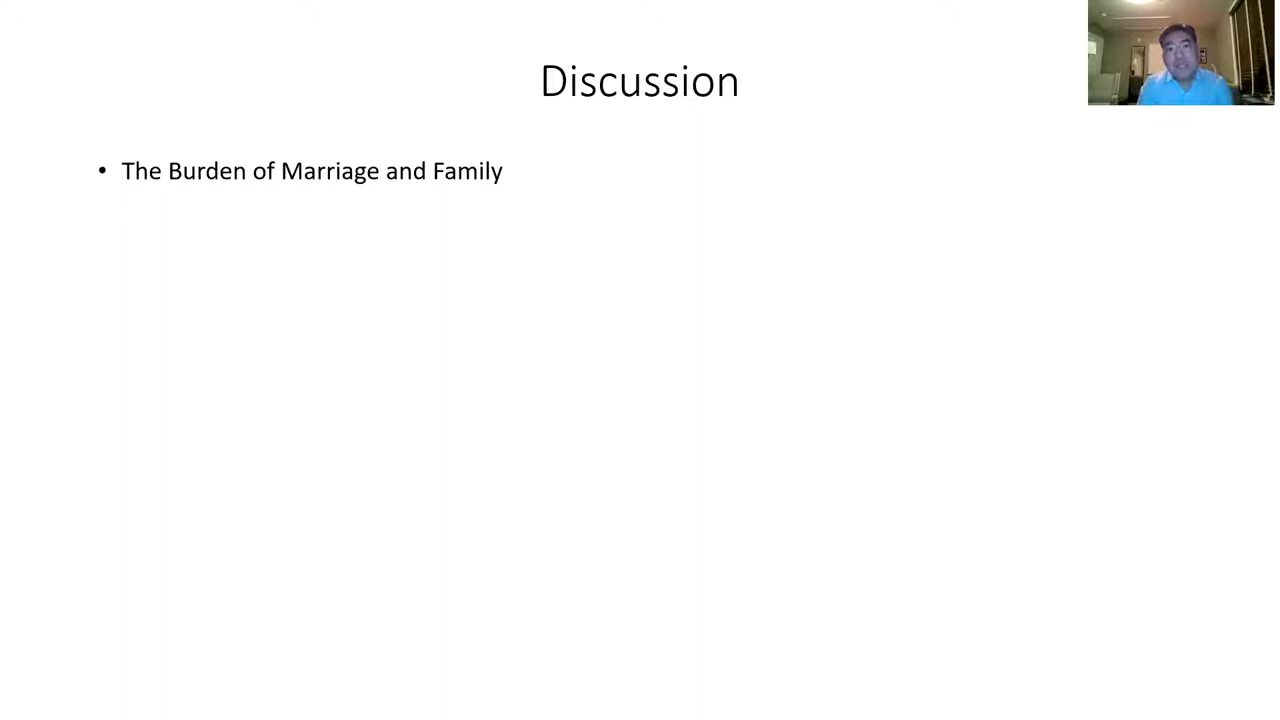 Discussion
• The Burden of Marriage and Family